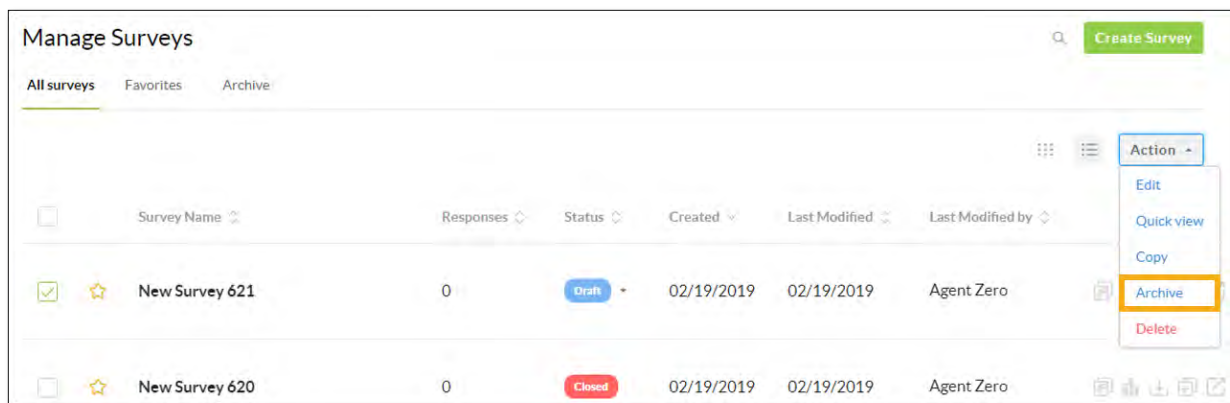 Manage Surveys
Create Survey
All surveys Favorites Archive
Action
Edit
Quick view
Copy
Archive
Delete
Survey Name Responses Status Created Last Modified Last Modified by
New Survey 621 0 Draft 02/19/2019 02/19/2019 Agent Zero
New Survey 620 0 Closed 02/19/2019 02/19/2019 Agent Zero